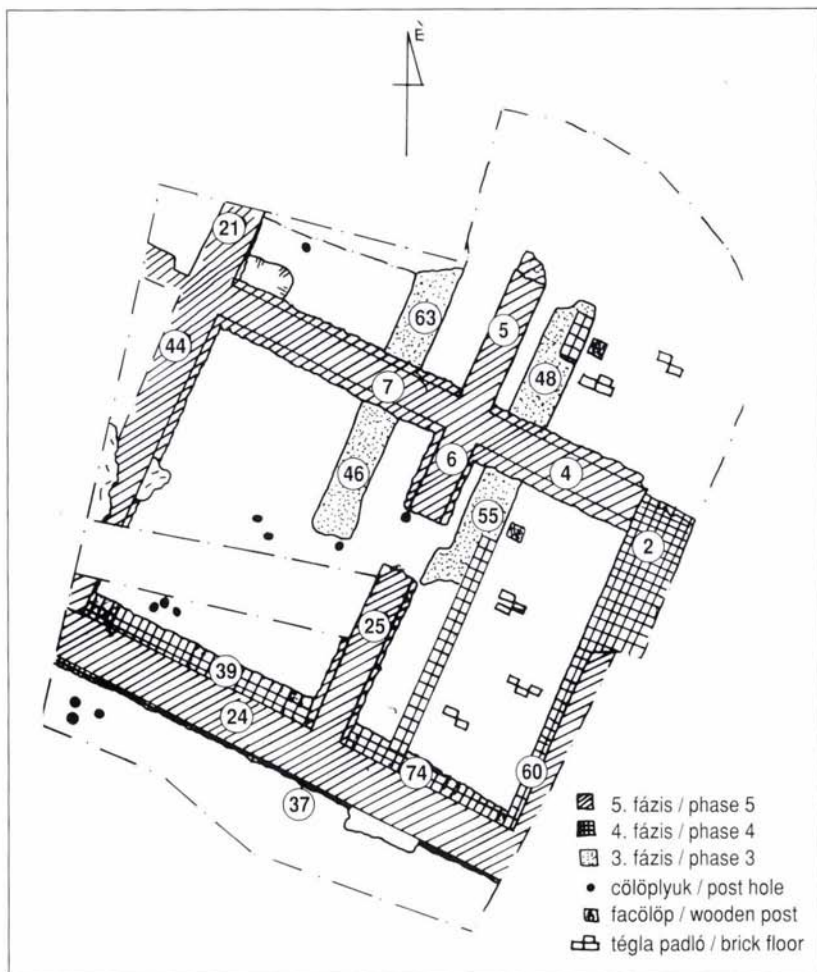 È
21
63
5
44
48
7
6
4
46
55
2
25
39
24
74
60
37
5. fázis / phase 5
4. fázis / phase 4
3. fázis / phase 3
cölöplyuk / post hole
facölöp / wooden post
tégla padló / brick floor